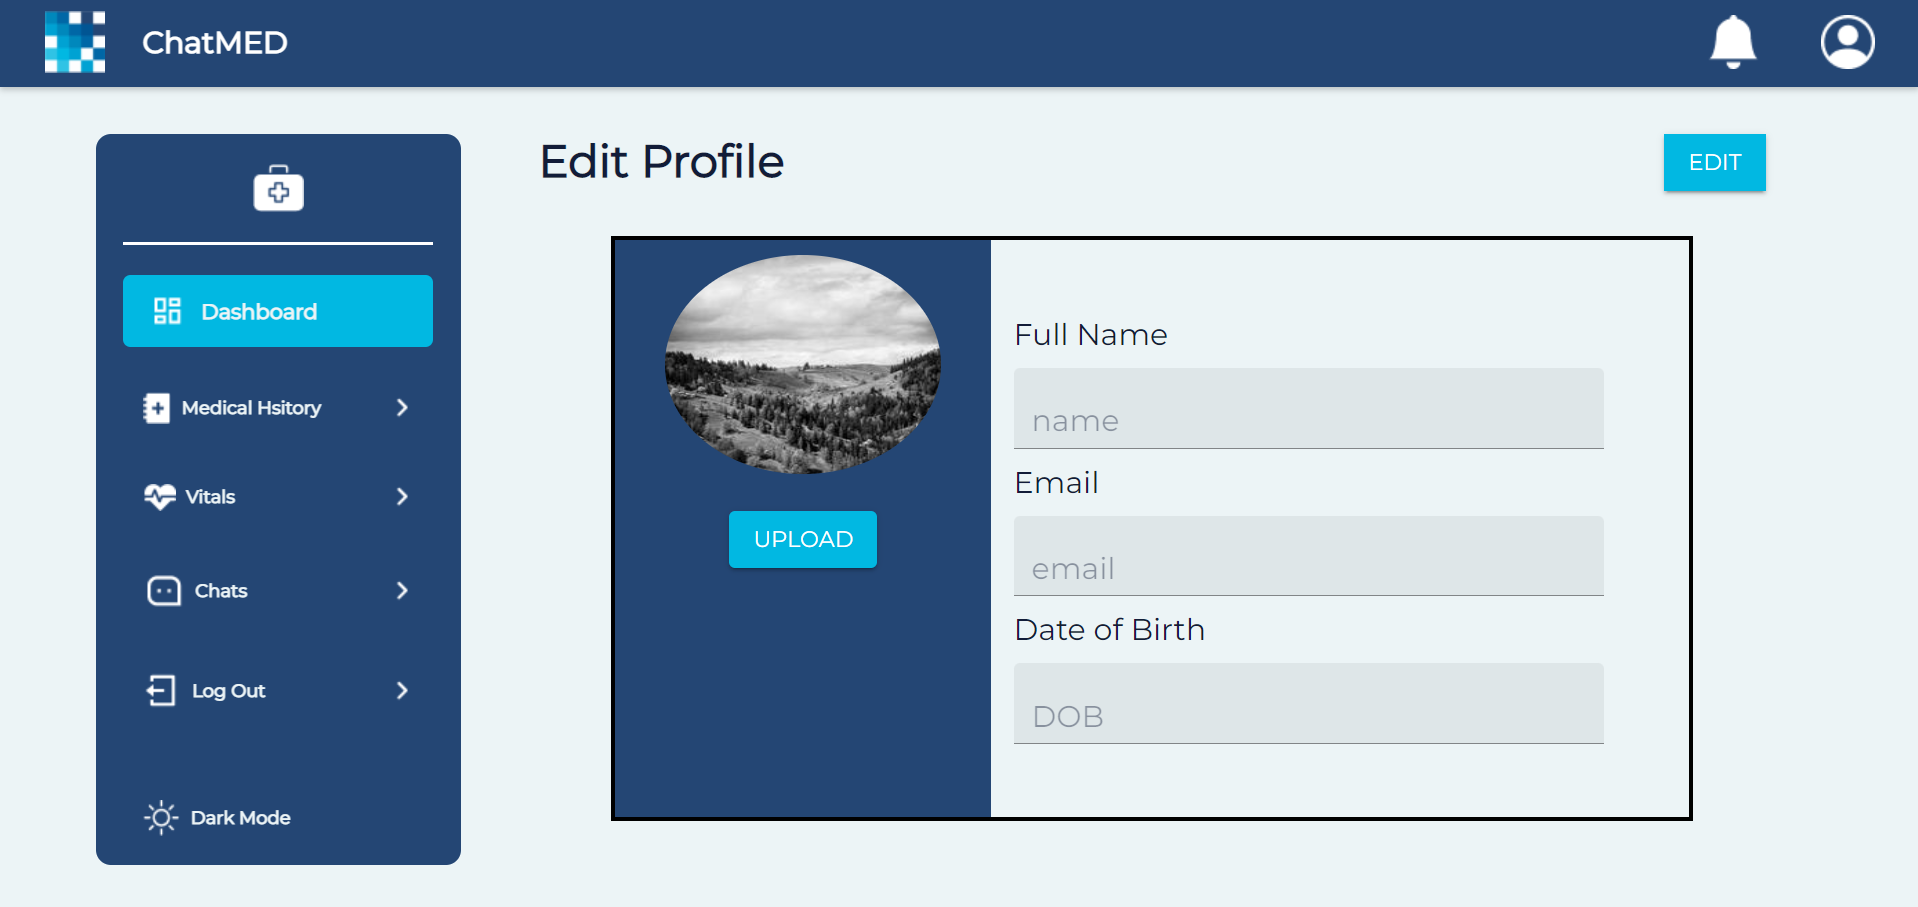 ChatMED
Edit Profile
EDIT
Dashboard
Medical Hsitory
Vitals
Chats
Log Out
Dark Mode
UPLOAD
Full Name
name
Email
email
Date of Birth
DOB